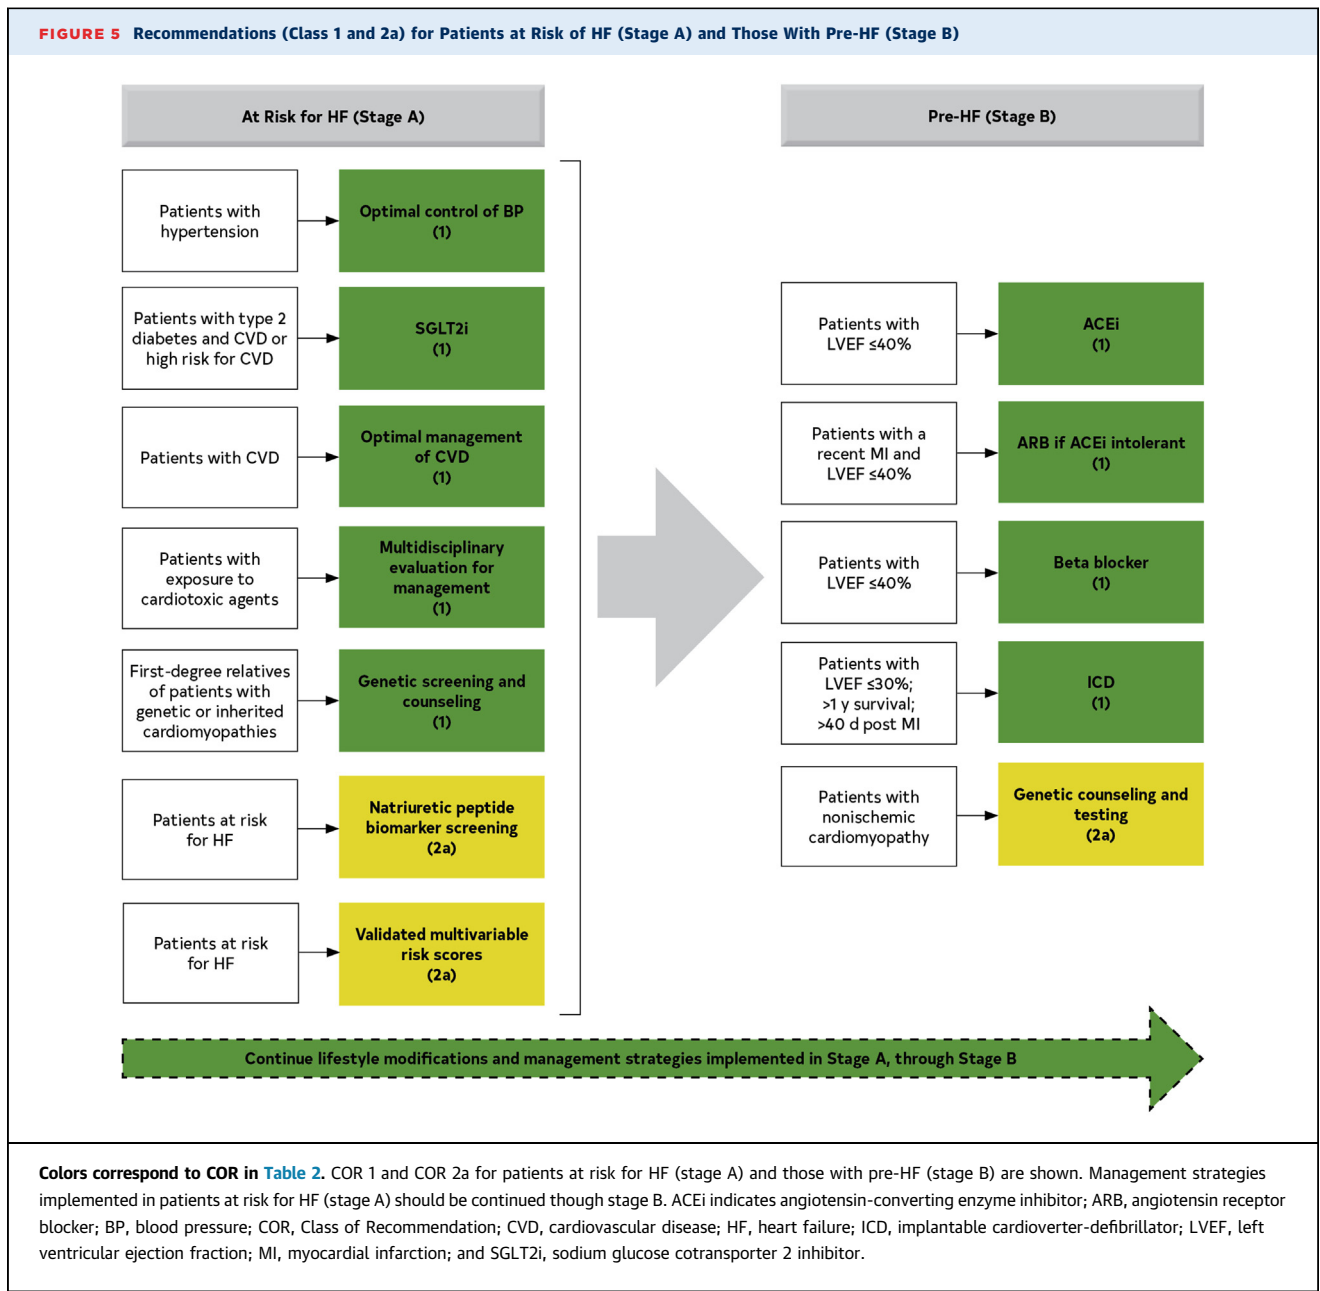 FIGURE 5 Recommendations (Class 1 and 2a) for Patients at Risk of HF (Stage A) and Those With Pre-HF (Stage B)
At Risk for HF (Stage A)
Patients with
hypertension
Optimal control of BP
(1)
Patients with type 2
diabetes and CVD or
high risk for CVD
SGLT2i
(1)
Patients with CVD
Optimal management
of CVD
(1)
Patients with
exposure to
cardiotoxic agents
Multidisciplinary
evaluation for
management
(1)
First-degree relatives
of patients with
genetic or inherited
cardiomyopathies
Genetic screening and
counseling
(1)
Patients at risk
for HF
Natriuretic peptide
biomarker screening
(2a)
Patients at risk
for HF
Validated multivariable
risk scores
(2a)
Pre-HF (Stage B)
Patients with
LVEF ≤40%
ACEi
(1)
Patients with a
recent MI and
LVEF ≤40%
ARB if ACEi intolerant
(1)
Patients with
LVEF ≤40%
Beta blocker
(1)
Patients with
LVEF ≤30%;
>1 y survival;
>40 d post MI
ICD
(1)
Patients with
nonischemic
cardiomyopathy
Genetic counseling and
testing
(2a)
Continue lifestyle modifications and management strategies implemented in Stage A, through Stage B
Colors correspond to COR in Table 2. COR 1 and COR 2a for patients at risk for HF (stage A) and those with pre-HF (stage B) are shown. Management strategies
implemented in patients at risk for HF (stage A) should be continued though stage B. ACEi indicates angiotensin-converting enzyme inhibitor; ARB, angiotensin receptor
blocker; BP, blood pressure; COR, Class of Recommendation; CVD, cardiovascular disease; HF, heart failure; ICD, implantable cardioverter-defibrillator; LVEF, left
ventricular ejection fraction; MI, myocardial infarction; and SGLT2i, sodium glucose cotransporter 2 inhibitor.